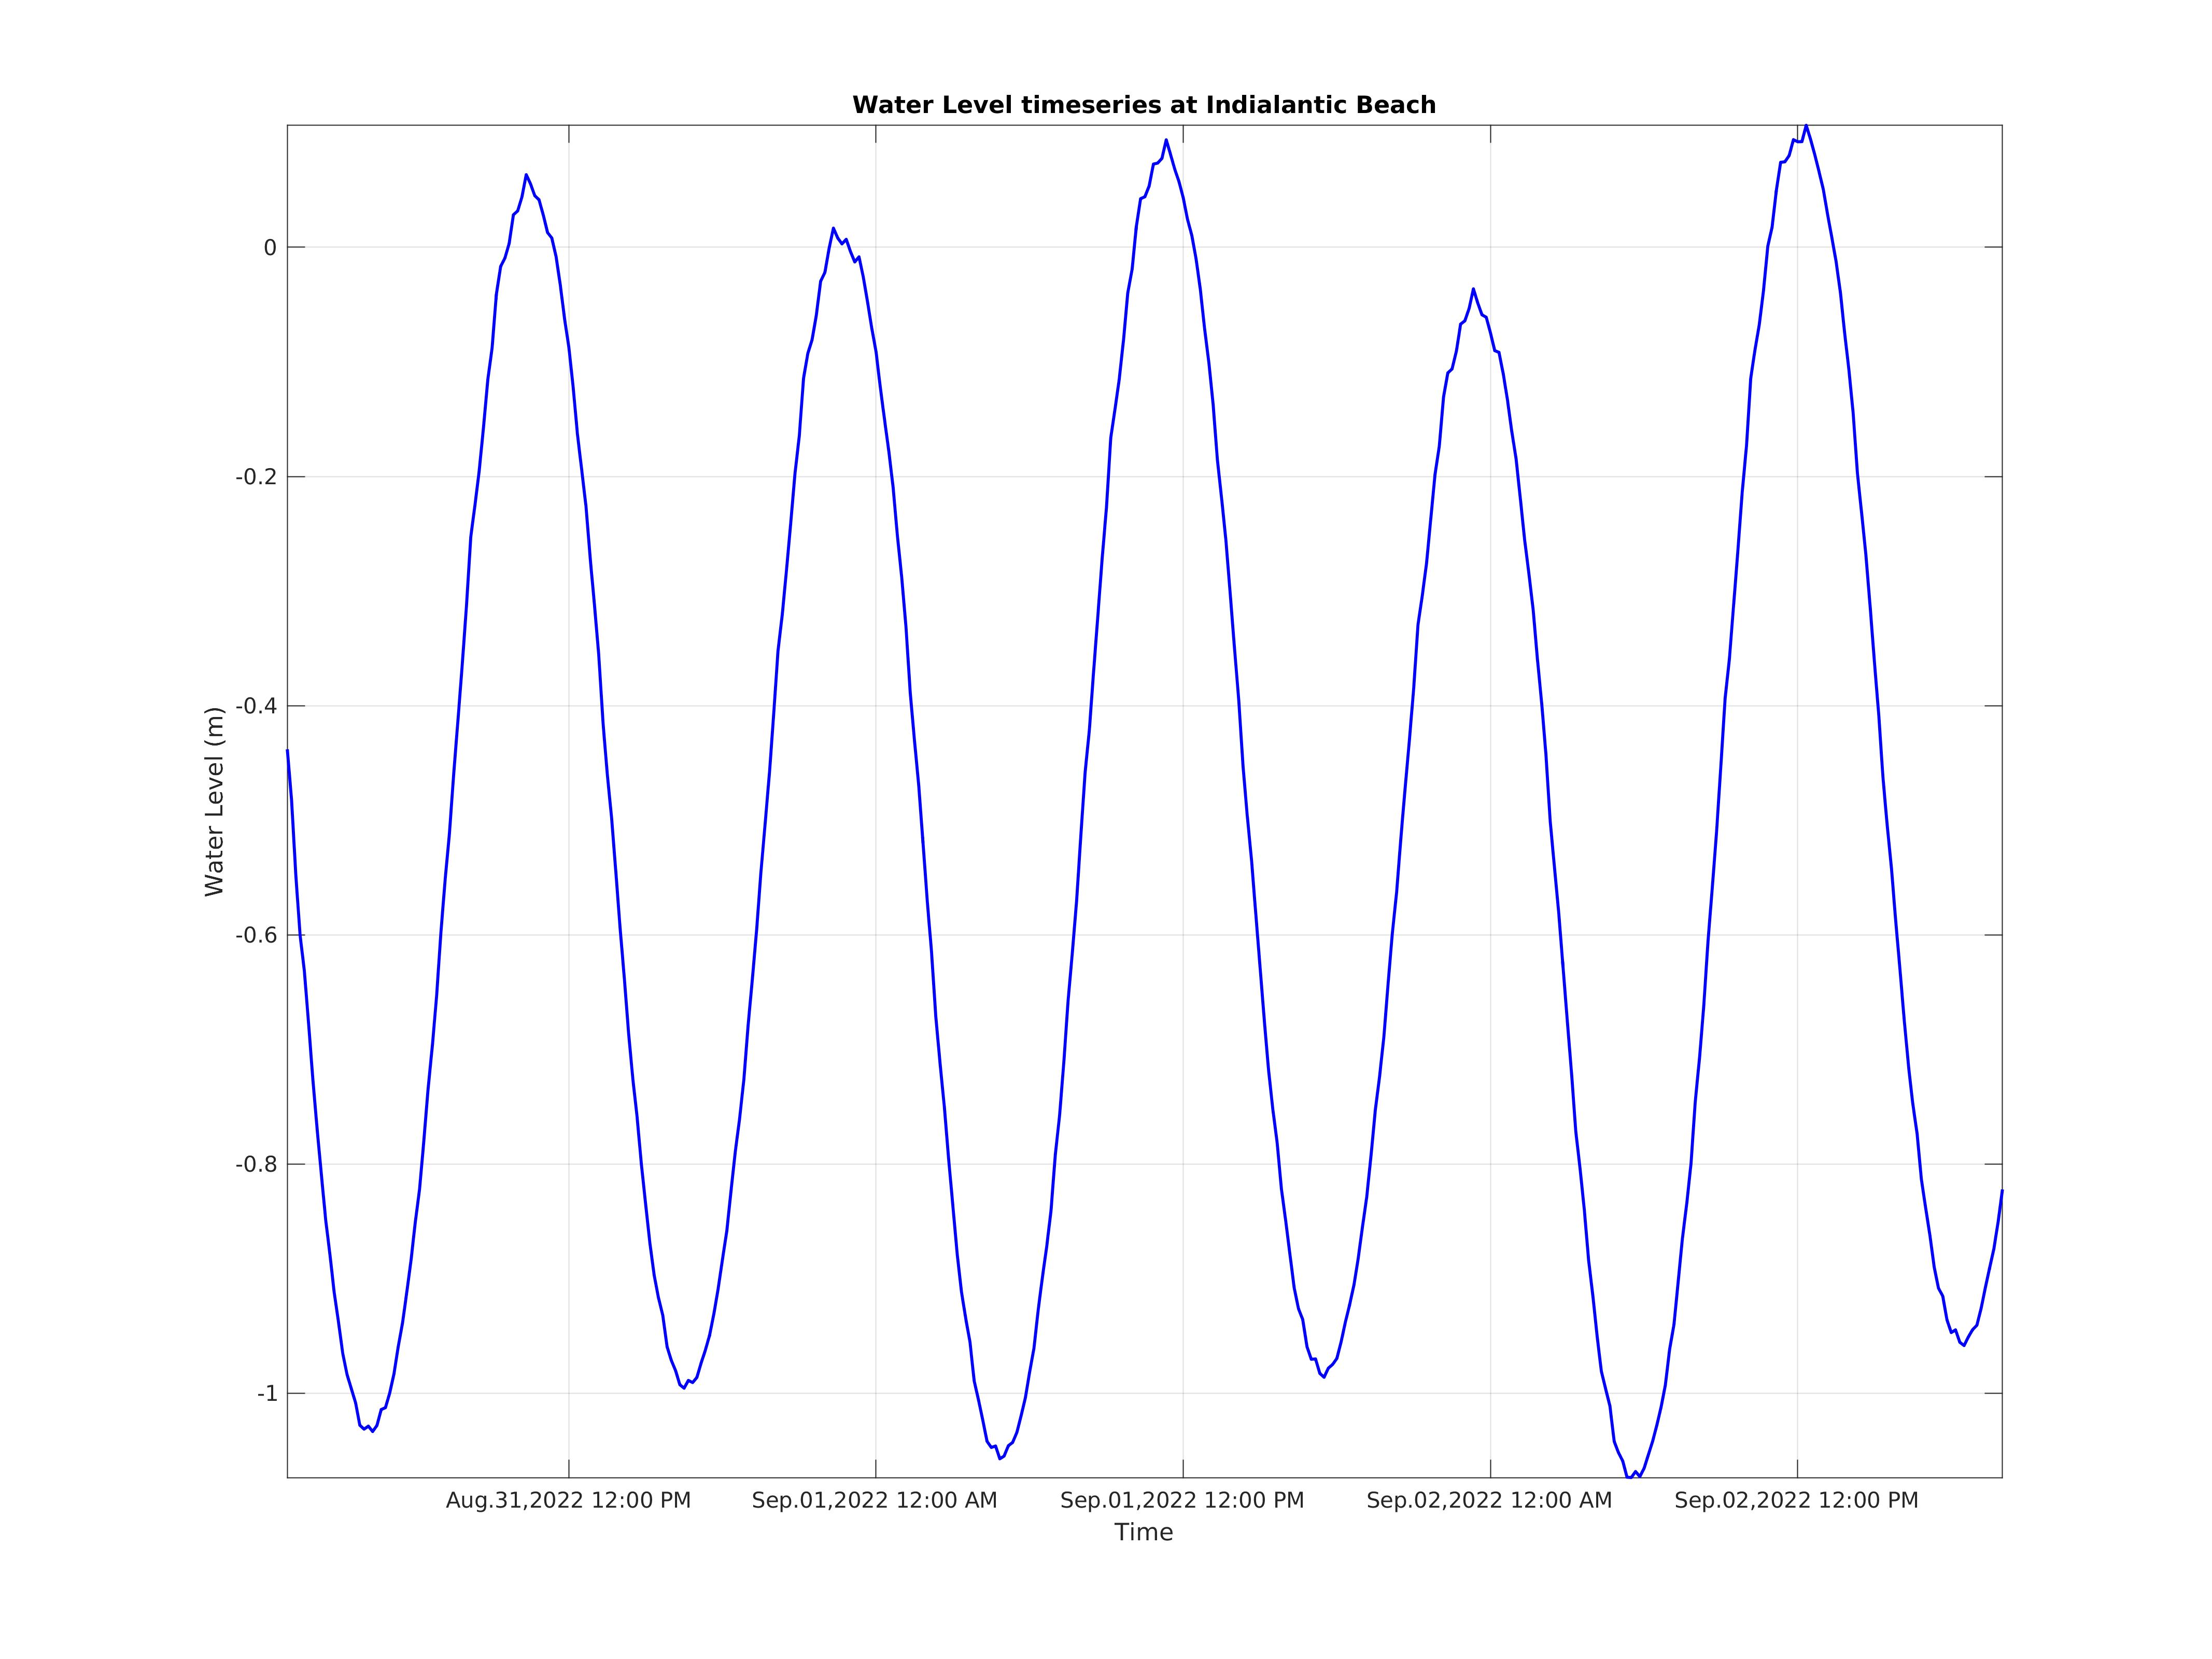 Water Level timeseries at Indialantic Beach
0
-0.2
-0.4
-0.6
-0.8
-1
Water Level (m)
Aug.31,2022 12:00 PM
Sep.01,2022 12:00 AM
Sep.01,2022 12:00 PM
Sep.02,2022 12:00 AM
Sep.02,2022 12:00 PM
Time